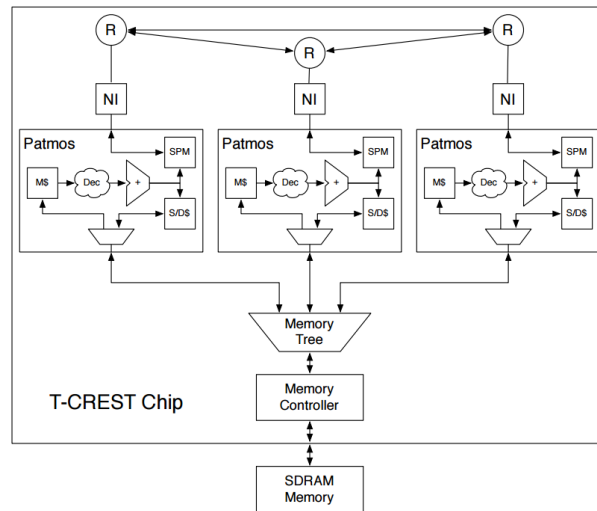 R
R
R
NI
NI
NI
Patmos
SPM
M$
Dec
+
S/D$
Patmos
SPM
M$
Dec
+
S/D$
Patmos
SPM
M$
Dec
+
S/D$
Memory
Tree
T-CREST Chip
Memory
Controller
SDRAM
Memory